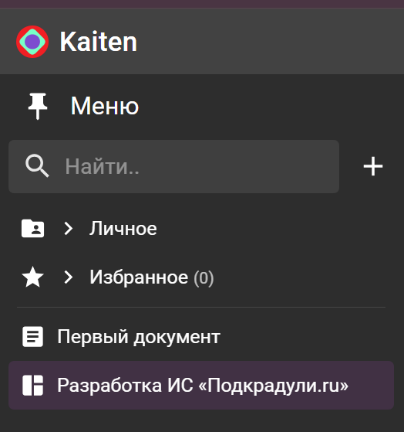 Kaiten
Меню
Найти..
Личное
Избранное (0)
Первый документ
Разработка ИС «Подкрадули.ru»